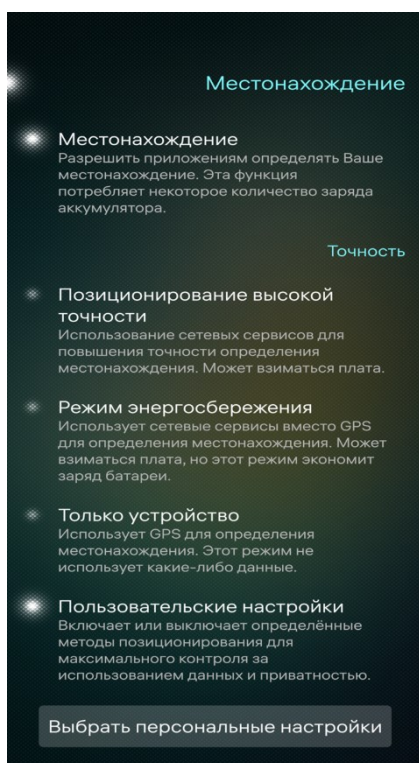 Местонахождение
Местонахождение
Разрешить приложениям определять Ваше
местонахождение. Эта функция
потребляет некоторое количество заряда
аккумулятора.
Точность
Позиционирование высокой
точности
Использование сетевых сервисов для
повышения точности определения
местонахождения. Может взиматься плата.
Режим энергосбережения
Использует сетевые сервисы вместо GPS
для определения местонахождения. Может
взиматься плата, но этот режим экономит
заряд батареи.
Только устройство
Использует GPS для определения
местонахождения. Этот режим не
использует какие-либо данные.
Пользовательские настройки
Включает или выключает определённые
методы позиционирования для
максимального контроля за
использованием данных и приватностью.
Выбрать персональные настройки